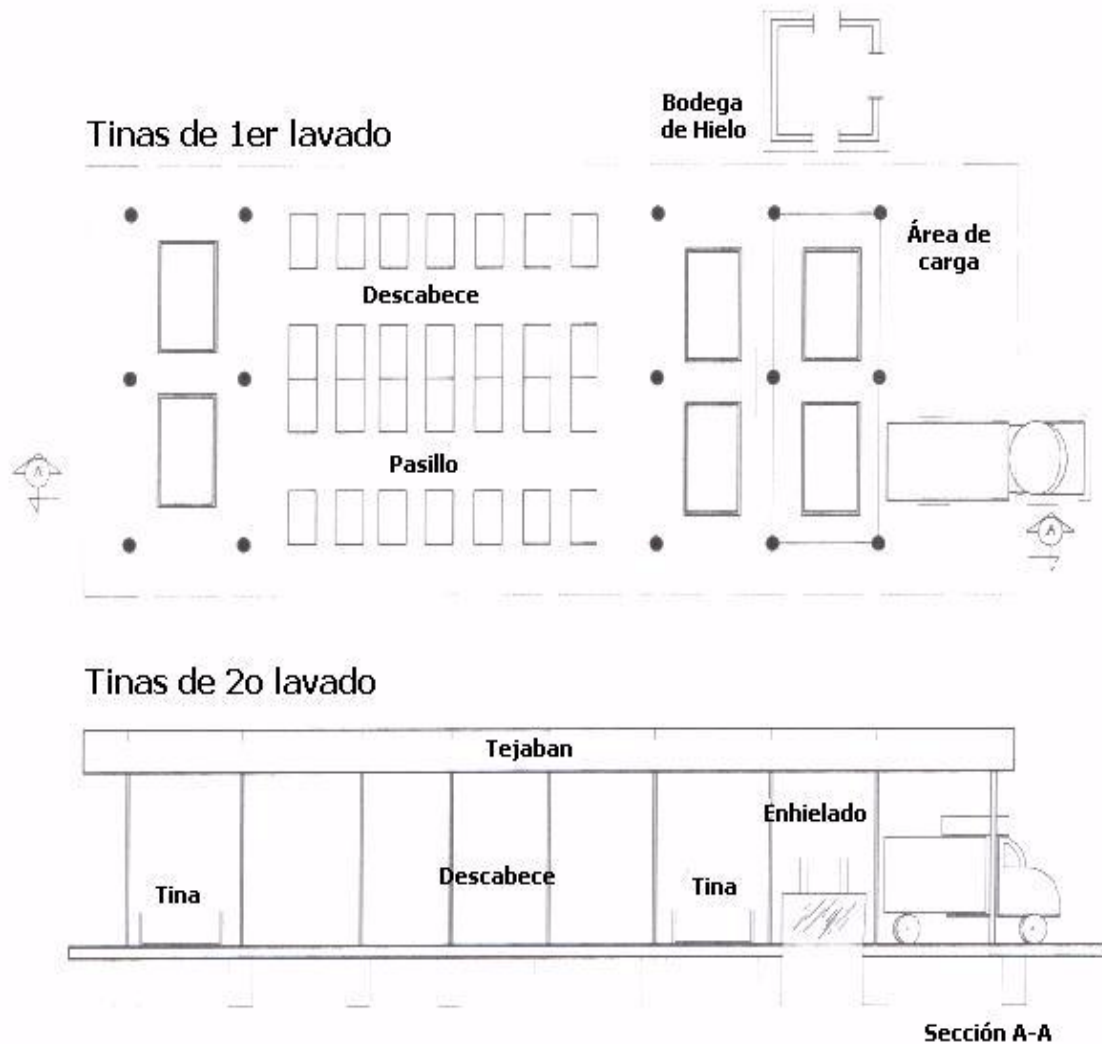 Bodega
de Hielo
Tinas de 1er lavado
Área de
carga
Descabece
Pasillo
A
A
Tinas de 2o lavado
Tejaban
Enhielado
Descabece
Tina
Tina
Sección A-A